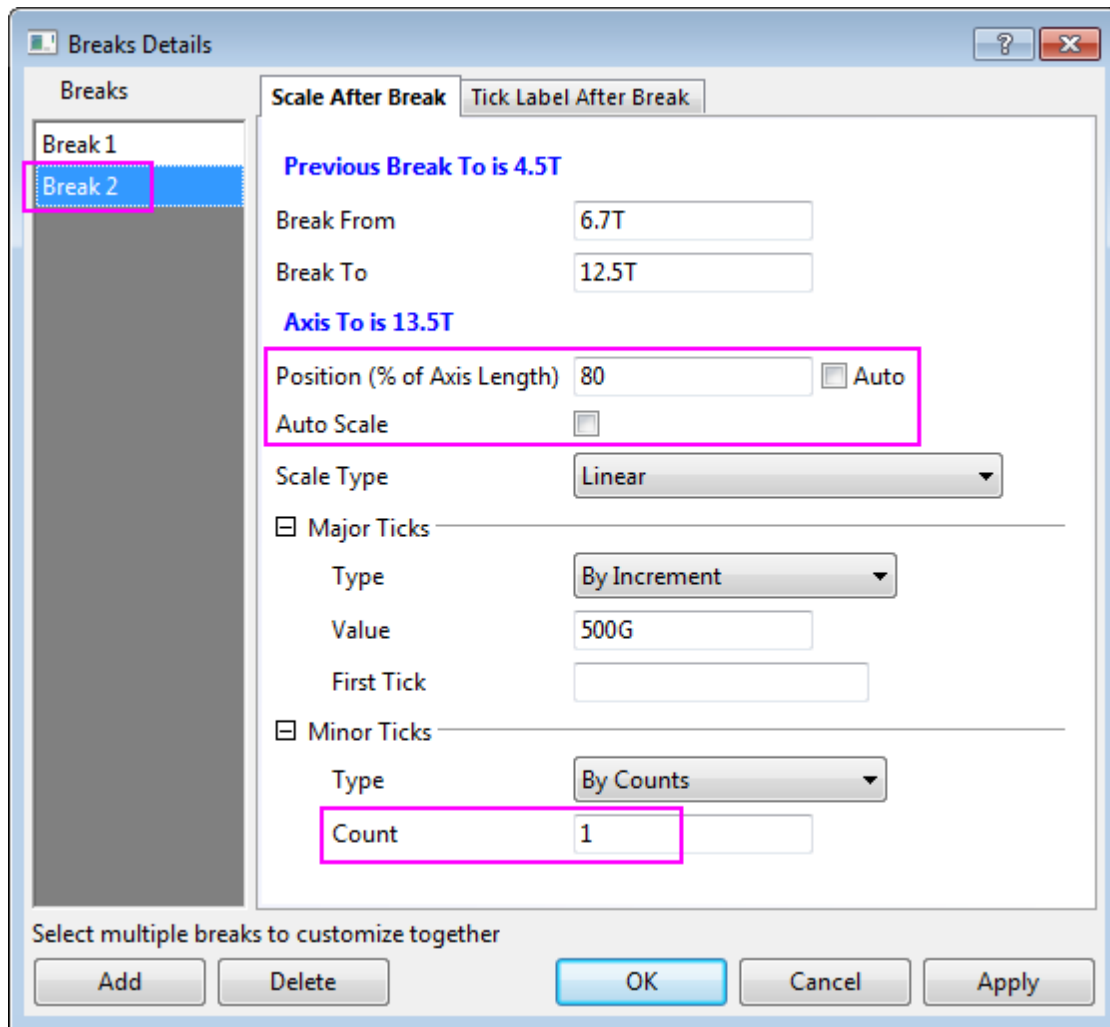 Breaks Details
Breaks
Scale After Break
Tick Label After Break
Break 1
Break 2
Previous Break To is 4.5T
Break From 6.7T
Break To 12.5T
Axis To is 13.5T
Position (% of Axis Length) 80 Auto
Auto Scale
Scale Type Linear
Major Ticks
Type By Increment
Value 500G
First Tick
Minor Ticks
Type By Counts
Count 1
Select multiple breaks to customize together
Add Delete OK Cancel Apply